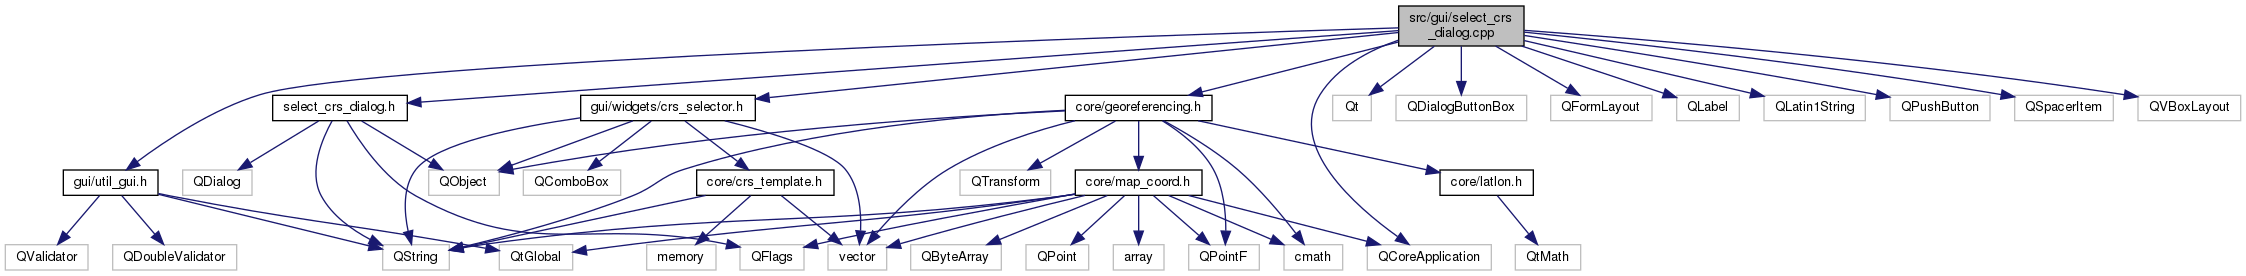 src/gui/select_crs
_dialog.cpp
select_crs_dialog.h
gui/widgets/crs_selector.h
core/georeferencing.h
Qt
QDialogButtonBox
QFormLayout
QLabel
QLatin1String
QPushButton
QSpacerItem
QVBoxLayout
gui/util_gui.h
QDialog
QObject
QComboBox
core/crs_template.h
QTransform
core/map_coord.h
core/latlon.h
QValidator
QDoubleValidator
QString
QtGlobal
memory
QFlags
vector
QByteArray
QPoint
array
QPointF
cmath
QCoreApplication
QtMath